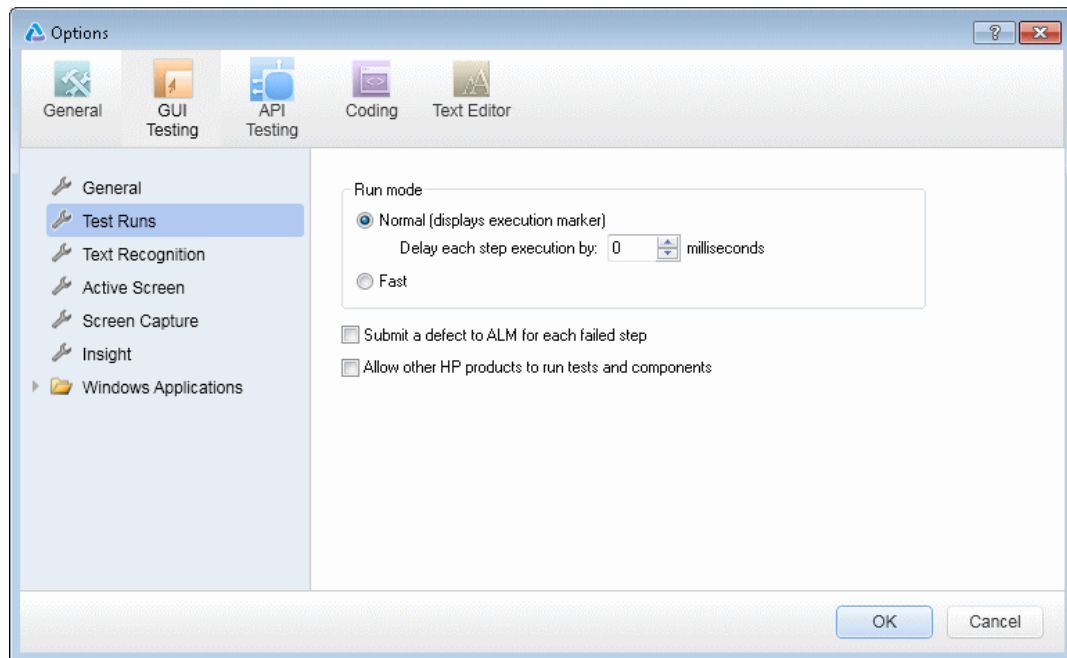 Options
?
General
GUI
Testing
API
Testing
Coding
Text Editor
General
Test Runs
Text Recognition
Active Screen
Screen Capture
Insight
Windows Applications
Run mode
Normal (displays execution marker)
Delay each step execution by: 0 milliseconds
Fast
Submit a defect to ALM for each failed step
Allow other HP products to run tests and components
OK
Cancel